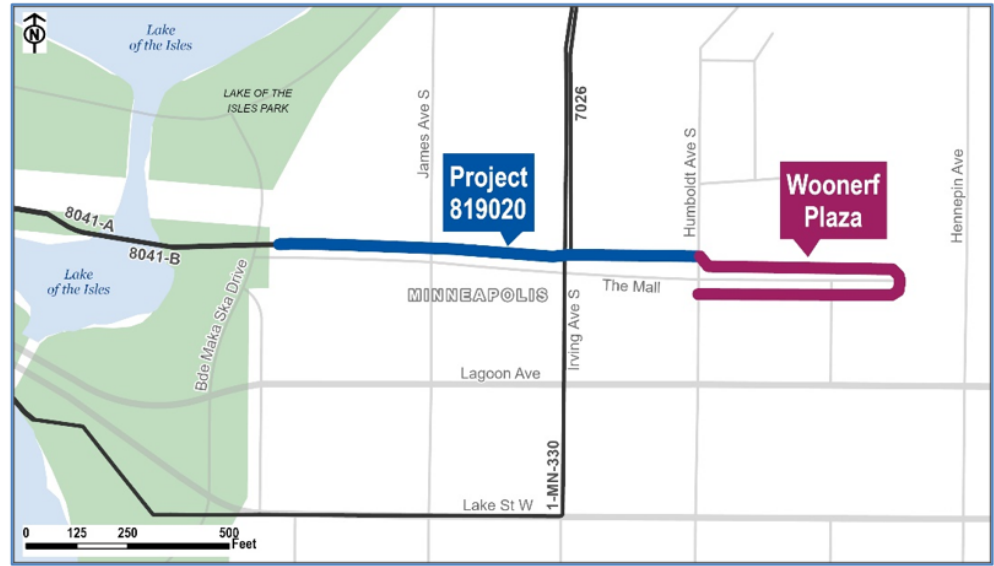 N
Lake
of the Isles
LAKE OF THE
ISLES PARK
James Ave S
7026
Humboldt Ave S
Hennepin Ave
Project
819020
Woonerf
Plaza
8041-A
8041-B
Lake
of the Isles
Bde Maka Ska Drive
MINNEAPOLIS
The Mall
Irving Ave S
Lagoon Ave
1-MN-330
Lake St W
0 125 250 500
Feet